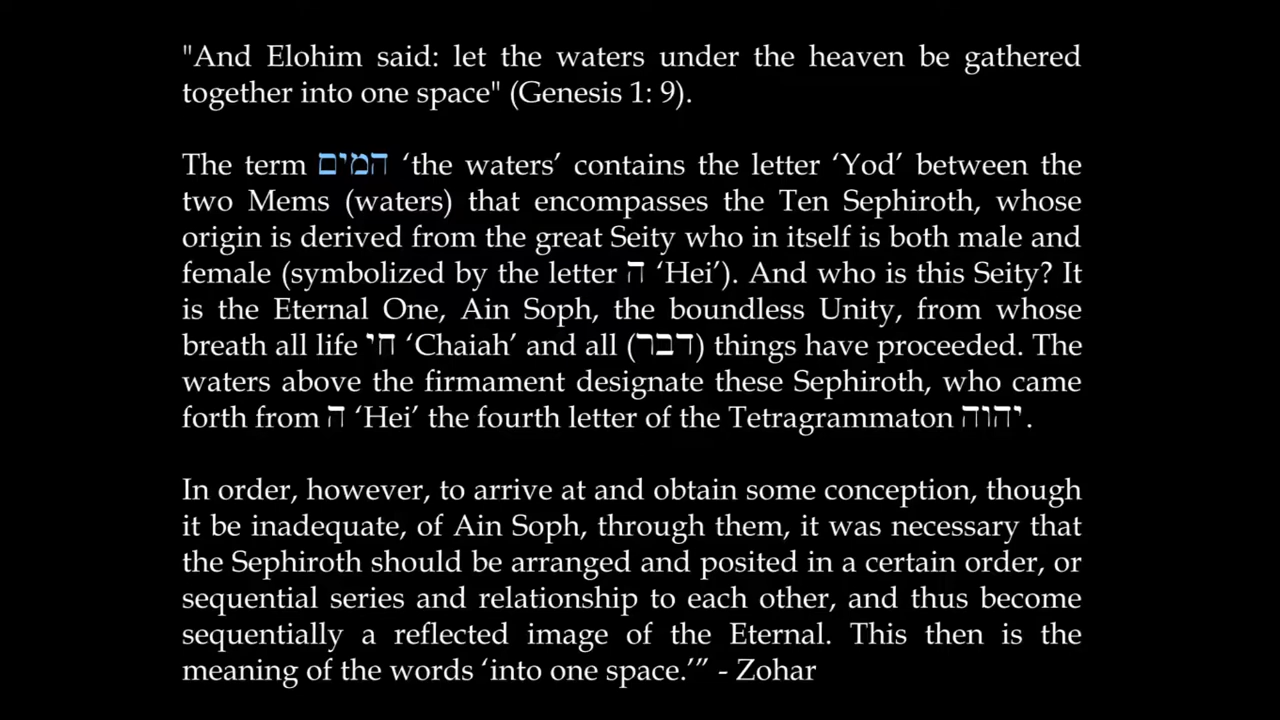 "And Elohim said: let the waters under the heaven be gathered
together into one space" (Genesis 1: 9).
The term המים ‘the waters’ contains the letter ‘Yod’ between the
two Mems (waters) that encompasses the Ten Sephiroth, whose
origin is derived from the great Seity who in itself is both male and
female (symbolized by the letter ה ‘Hei’). And who is this Seity? It
is the Eternal One, Ain Soph, the boundless Unity, from whose
breath all life חי ‘Chaiah’ and all (דבר) things have proceeded. The
waters above the firmament designate these Sephiroth, who came
forth from ה ‘Hei’ the fourth letter of the Tetragrammaton יהוה.
In order, however, to arrive at and obtain some conception, though
it be inadequate, of Ain Soph, through them, it was necessary that
the Sephiroth should be arranged and posited in a certain order, or
sequential series and relationship to each other, and thus become
sequentially a reflected image of the Eternal. This then is the
meaning of the words ‘into one space.’” - Zohar